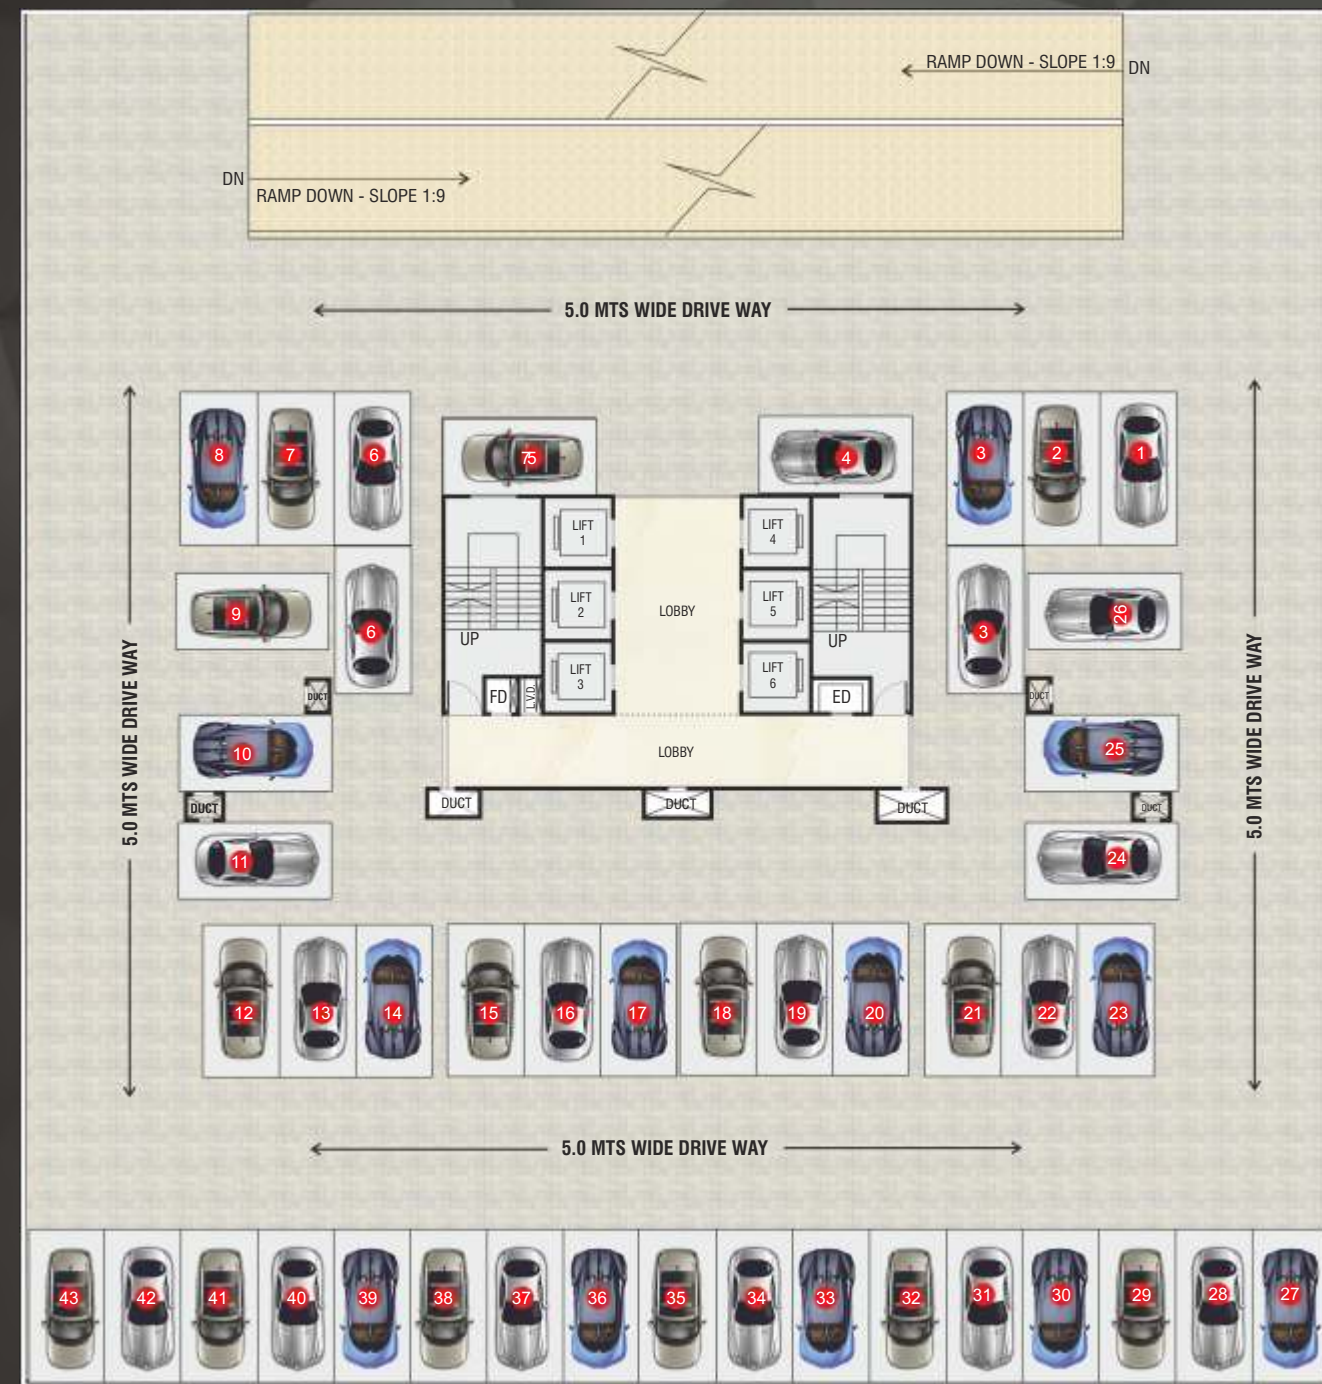 RAMP DOWN - SLOPE 1:9 DN
DN
RAMP DOWN - SLOPE 1:9
5.0 MTS WIDE DRIVE WAY
8 7 6
75
4
3 2 1
LIFT
1
LIFT
4
LIFT
2
LOBBY
LIFT
5
9
6
3
26
UP
UP
LIFT
3
LIFT
6
FD
L.V.D.
ED
DUCT
DUCT
5.0 MTS WIDE DRIVE WAY
5.0 MTS WIDE DRIVE WAY
10
LOBBY
25
DUCT
DUCT
DUCT
DUCT
DUCT
11
24
12 13 14 15 16 17 18 19 20 21 22 23
5.0 MTS WIDE DRIVE WAY
43 42 41 40 39 38 37 36 35 34 33 32 31 30 29 28 27